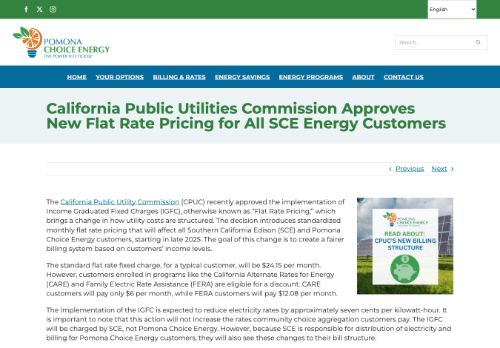 English
POMONA
CHOICE ENERGY
THE POWER TO CHOOSE
Search...
HOME YOUR OPTIONS BILLING & RATES ENERGY SAVINGS ENERGY PROGRAMS ABOUT CONTACT US
California Public Utilities Commission Approves
New Flat Rate Pricing for All SCE Energy Customers
Previous Next
The California Public Utility Commission (CPUC) recently approved the implementation of
Income Graduated Fixed Charges (IGFC), otherwise known as “Flat Rate Pricing,” which
brings a change in how utility costs are structured. The decision introduces standardized
monthly flat rate pricing that will affect all Southern California Edison (SCE) and Pomona
Choice Energy customers, starting in late 2025. The goal of this change is to create a fairer
billing system based on customers’ income levels.
POMONA
CHOICE ENERGY
READ ABOUT:
CPUC'S NEW BILLING
STRUCTURE
The standard flat rate fixed charge, for a typical customer, will be $24.15 per month.
However, customers enrolled in programs like the California Alternate Rates for Energy
(CARE) and Family Electric Rate Assistance (FERA) are eligible for a discount. CARE
customers will pay only $6 per month, while FERA customers will pay $12.08 per month.
The implementation of the IGFC is expected to reduce electricity rates by approximately seven cents per kilowatt-hour. It
is important to note that this action will not increase the rates community choice aggregation customers pay. The IGFC
will be charged by SCE, not Pomona Choice Energy. However, because SCE is responsible for distribution of electricity and
billing for Pomona Choice Energy customers, they will also see these changes to their bill structure.